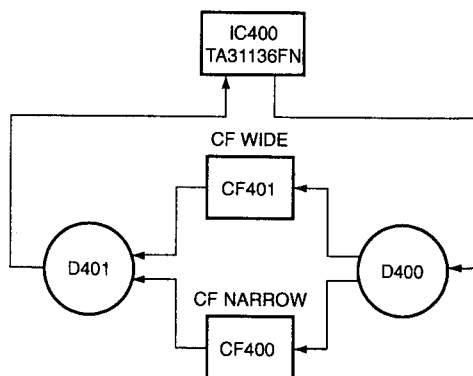 IC400
TA31136FN
CF WIDE
CF401
D401
D400
CF NARROW
CF400